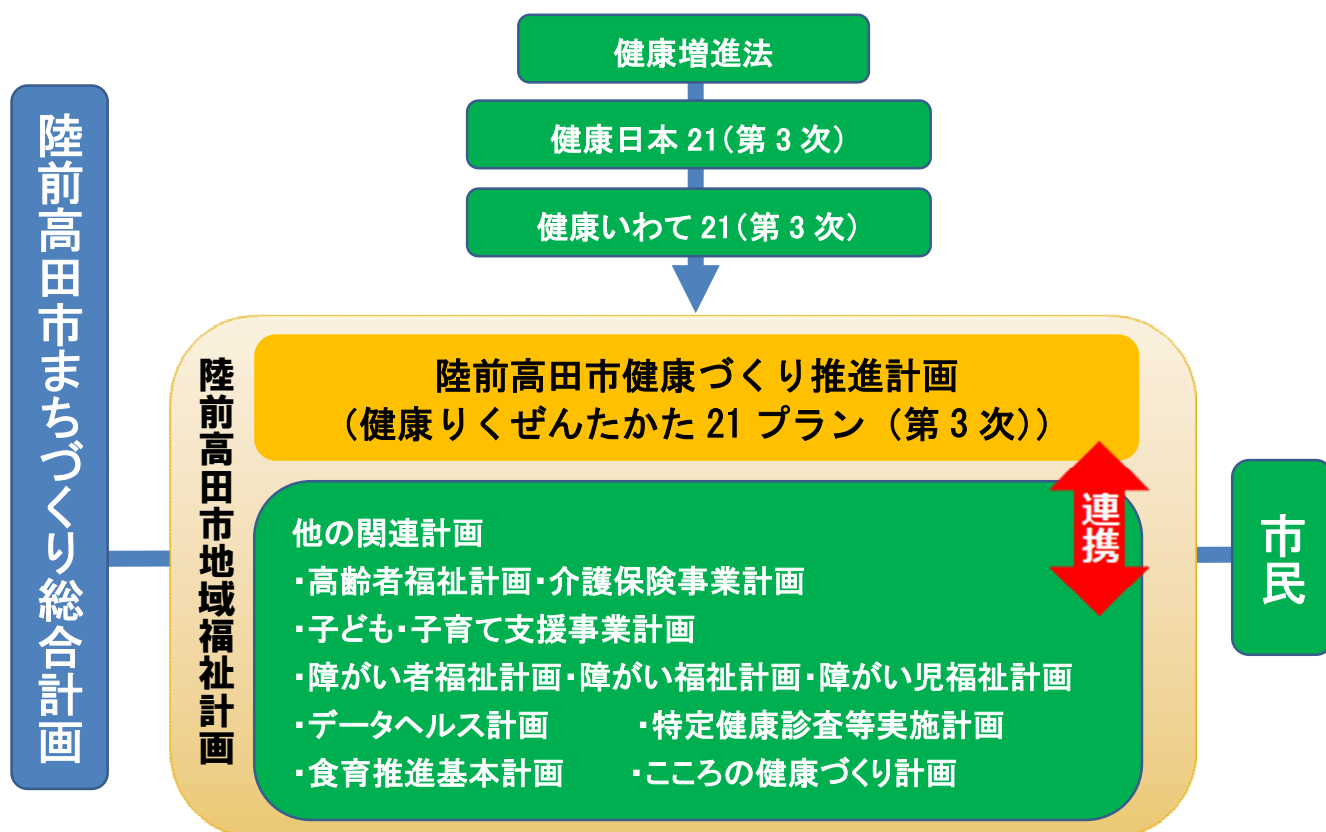 健康増進法
健康日本 21(第 3 次)
健康いわて 21(第 3 次)
陸前高田市まちづくり総合計画
陸前高田市地域福祉計画
陸前高田市健康づくり推進計画
(健康りくぜんたかた 21 プラン (第 3 次))
連携
他の関連計画
・高齢者福祉計画・介護保険事業計画
・子ども・子育て支援事業計画
・障がい者福祉計画・障がい福祉計画・障がい児福祉計画
・データヘルス計画 ・特定健康診査等実施計画
・食育推進基本計画 ・こころの健康づくり計画
市民